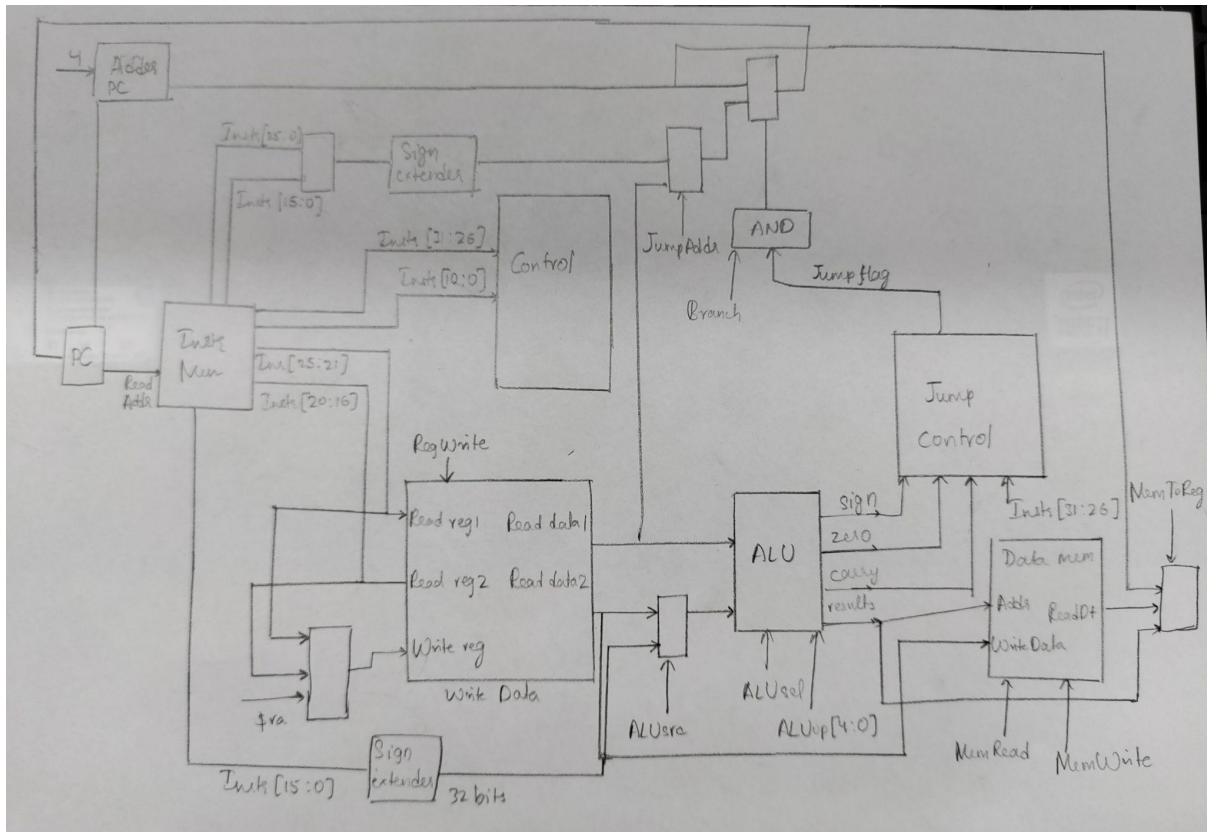 4
Adder
PC
Instr[25:0]
Sign
extender
Instr[15:0]
AND
Instr [31:26]
JumpAddr
Control
Instr [10:0]
Jumpflag
Branch
PC
Instr
Mem
Read
Addr
Ins[25:21]
Instr[20:16]
Jump
Control
RegWrite
MemToReg
Read reg1
Read data1
ALU
sign
zero
carry
results
Instr[31:26]
Data mem
Read reg2
Read data2
Addr
ReadDt
Write reg
WriteData
Write Data
$ra
ALUsrc
ALUsel
ALUop[4:0]
MemRead
MemWrite
Sign
extender
Instr[15:0]
32 bits